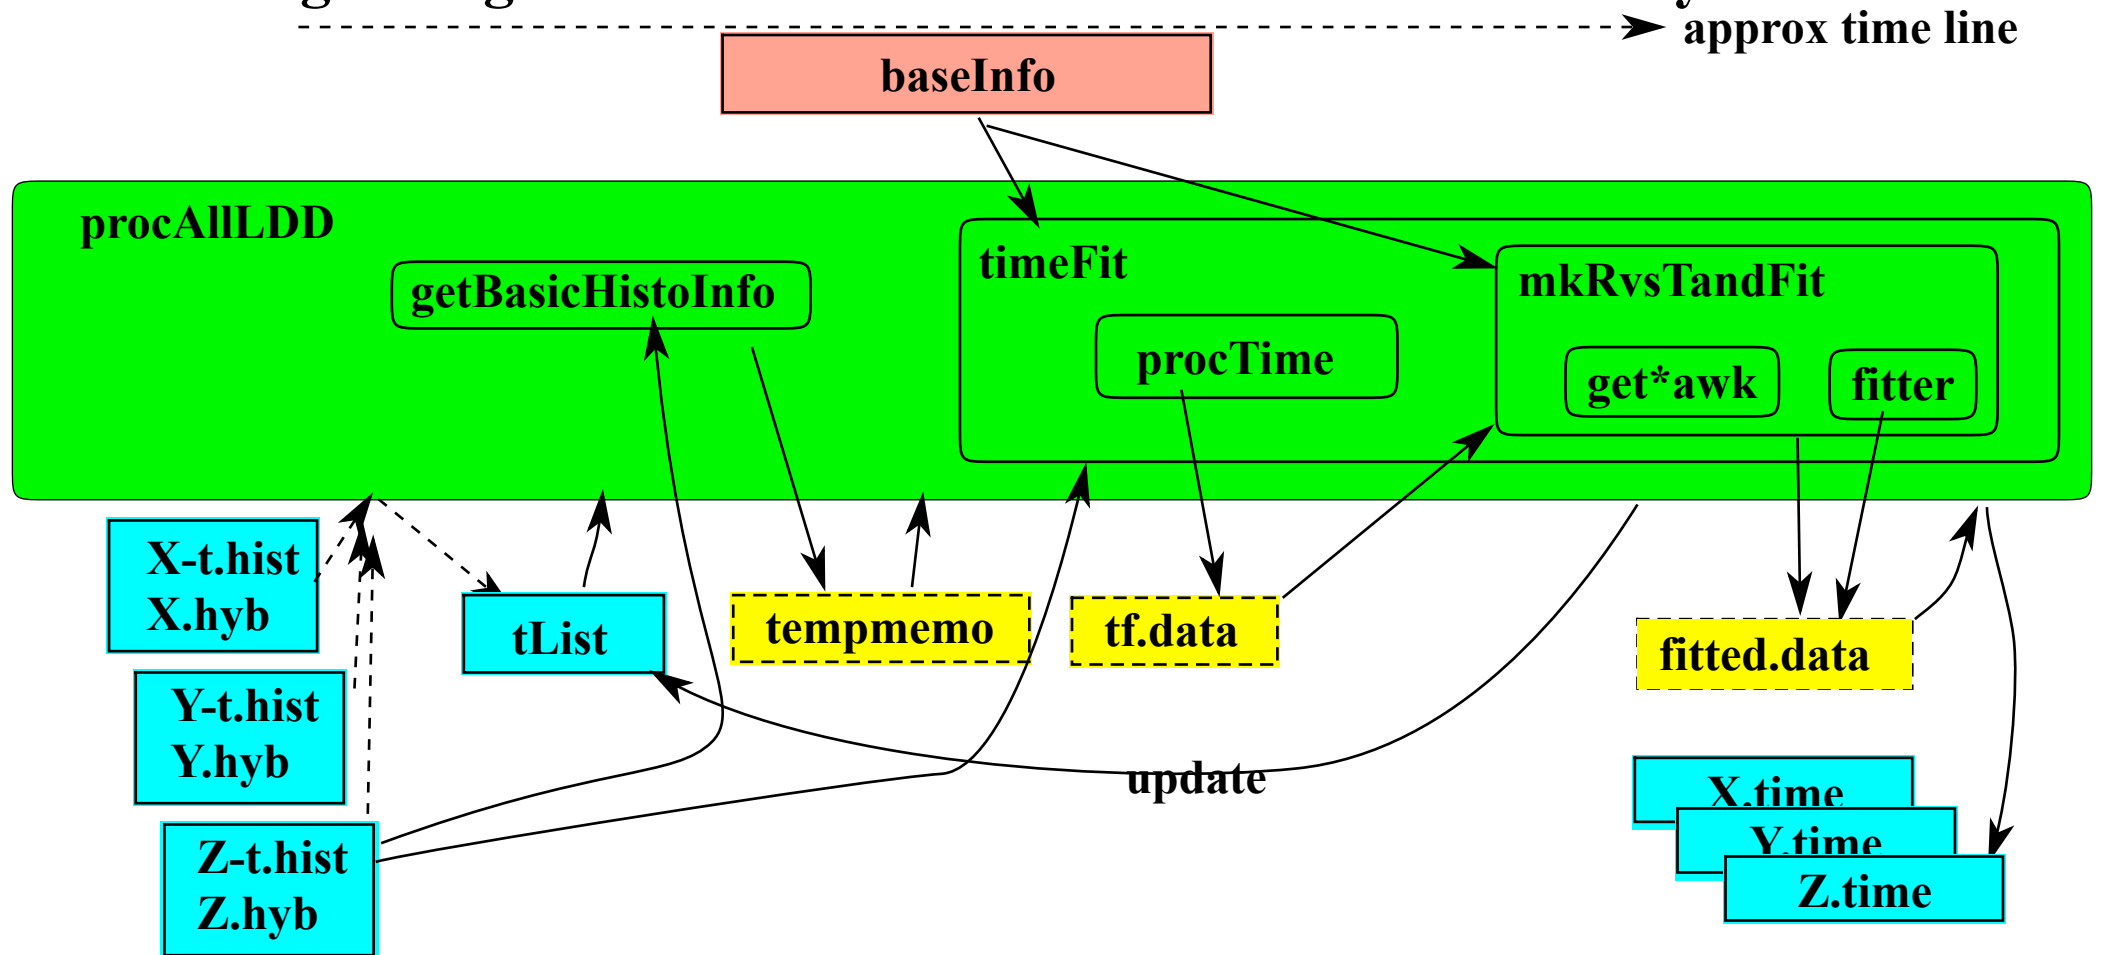 approx time line
baseInfo
procAllLDD
getBasicHistoInfo
timeFit
mkRvsTandFit
procTime
get*awk
fitter
X-t.hist
X.hyb
tList
tempmemo
tf.data
fitted.data
Y-t.hist
Y.hyb
update
X.time
Y.time
Z-t.hist
Z.hyb
Z.time